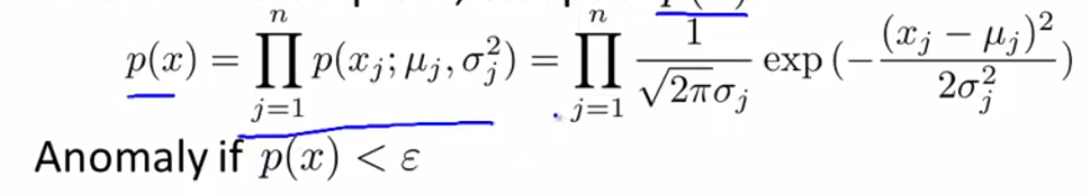 p(x) = ∏_{j=1}^{n} p(x_j; μ_j, σ_j^2) = ∏_{j=1}^{n} \frac{1}{\sqrt{2π}σ_j} exp (-\frac{(x_j - μ_j)^2}{2σ_j^2})
Anomaly if p(x) < ε